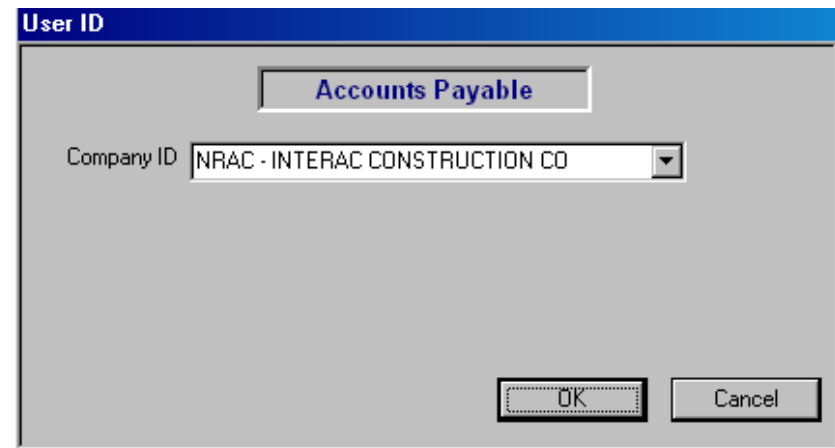 User ID
Accounts Payable
Company ID NRAC - INTERAC CONSTRUCTION CO
OK Cancel